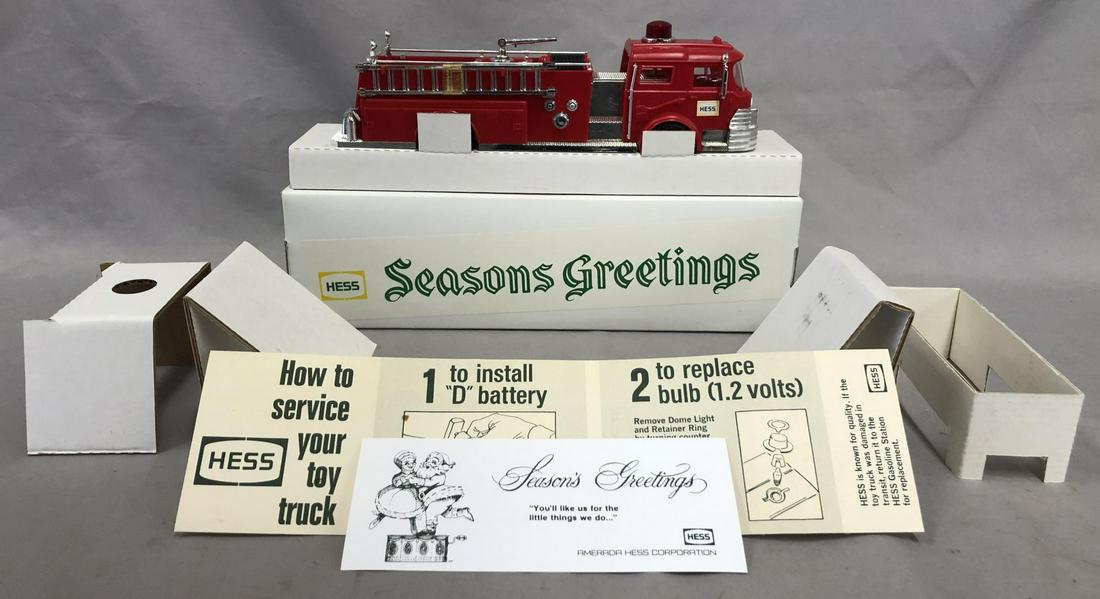 HESS
HESS
Seasons Greetings
How to
service
your
toy
truck
HESS
1 to install
"D" battery
2 to replace
bulb (1.2 volts)
Remove Dome Light
and Retainer Ring
by turning counter
HESS
HESS is known for quality. If the
toy truck was damaged in
transit, return it to the
HESS Gasoline Station
for replacement.
Season's Greetings
"You'll like us for the
little things we do..."
HESS
AMERADA HESS CORPORATION